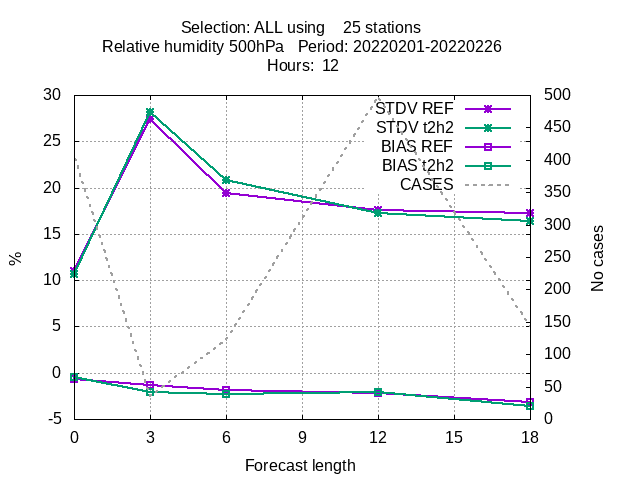 Selection: ALL using    25 stations
Relative humidity 500hPa   Period: 20220201-20220226
Hours:  12
STDV REF
STDV t2h2
BIAS REF
BIAS t2h2
CASES
30
25
20
15
10
5
0
-5
%
500
450
400
350
300
250
200
150
100
50
0
No cases
0 3 6 9 12 15 18
Forecast length